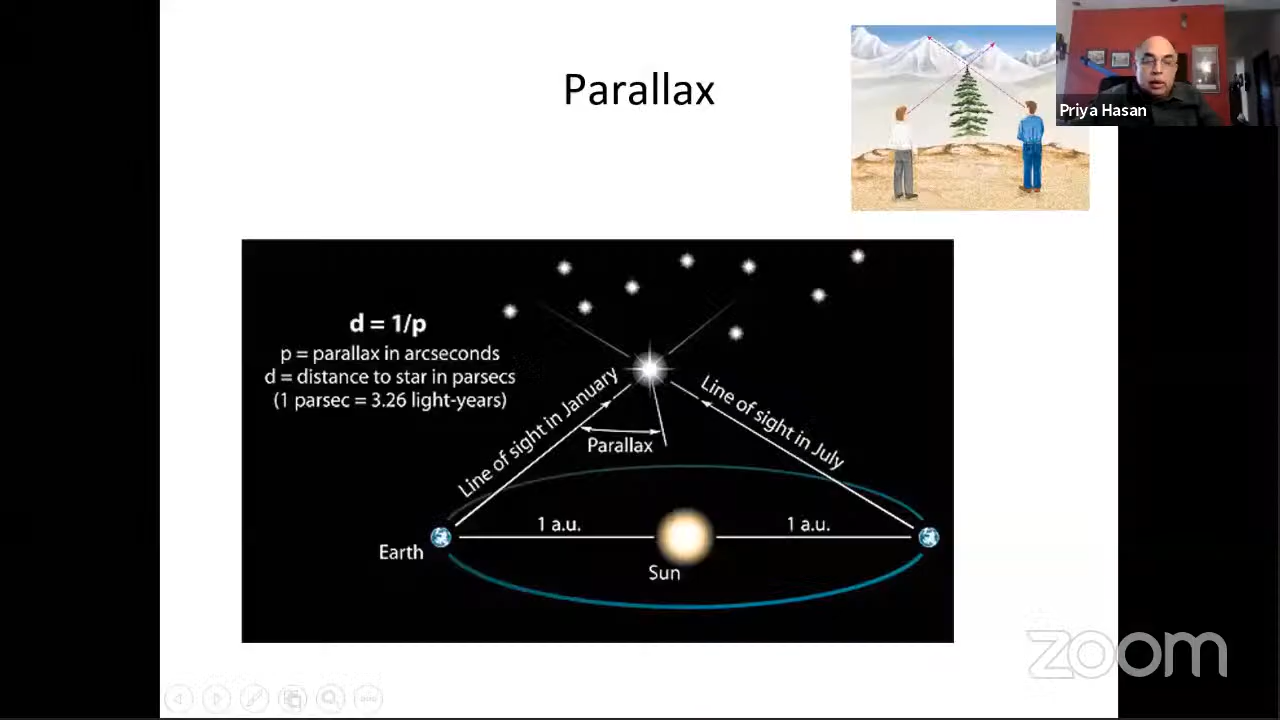 Parallax
Priya Hasan
d = 1/p
p = parallax in arcseconds
d = distance to star in parsecs
(1 parsec = 3.26 light-years)
Line of sight in January
Line of sight in July
Parallax
1 a.u.
1 a.u.
Earth
Sun
zoom